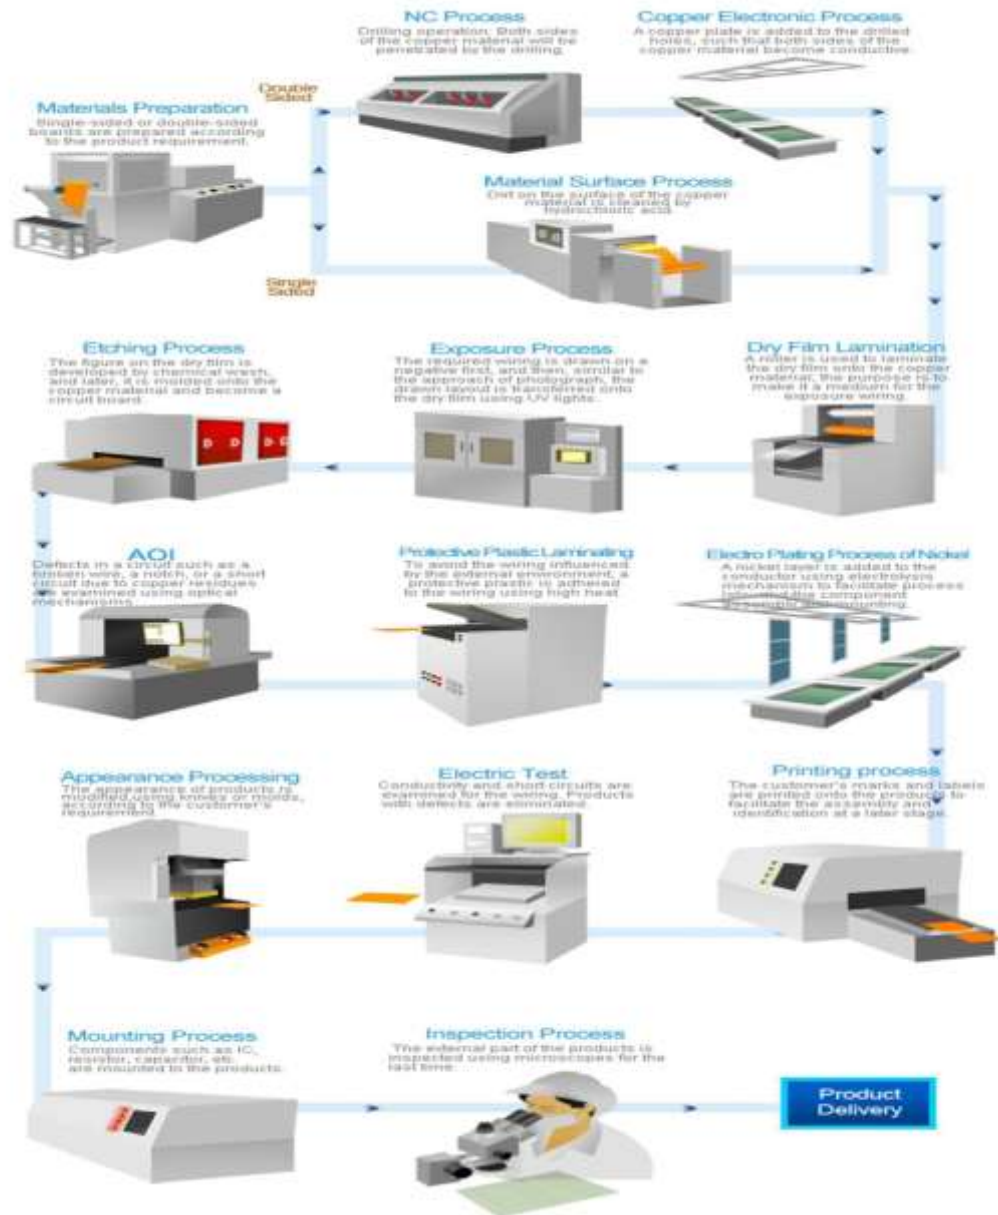 NC Process
Drilling operation: Both sides
of the copper material will be
penetrated by the drilling.
Copper Electronic Process
A copper plate is added to the drilled
holes, such that both sides of the
copper material become conductive.
Double
Sided
Materials Preparation
Single-sided or double-sided
boards are prepared according
to the product requirement.
Material Surface Process
Dirt on the surface of the copper
material is cleaned by
hydrochloric acid
Single
Sided
Etching Process
The figure on the dry film is
developed by chemical wash,
and later, it is molded onto the
copper material and become a
circuit board.
Exposure Process
The required wiring is drawn on a
negative first, and then, similar to
the approach of photograph, the
drawn layout is transferred onto
the dry film using UV lights.
Dry Film Lamination
A roller is used to laminate
the dry film onto the copper
material, the purpose is to
make it a medium for the
exposure wiring.
AOI
Defects in a circuit such as a
broken wire, a notch, or a short
circuit due to copper residues
are examined using optical
mechanisms.
Protective Plastic Laminating
To avoid the wiring influenced
by the external environment, a
protective plastic is adhered
to the wiring using high heat
Electro Plating Process of Nickel
A nickel layer is added to the
conductor using electrolysis
mechanism to facilitate process
the component
assembly and mounting.
Appearance Processing
The appearance of products is
modified using knives or molds,
according to the customer's
requirement.
Electric Test
Conductivity and short circuits are
examined for the wiring. Products
with defects are eliminated.
Printing process
The customer's marks and labels
are printed onto the products to
facilitate the assembly and
identification at a later stage.
Mounting Process
Components such as IC,
resistor, capacitor, etc.
are mounted to the products.
Inspection Process
The external part of the products is
inspected using microscopes for the
last time.
Product
Delivery